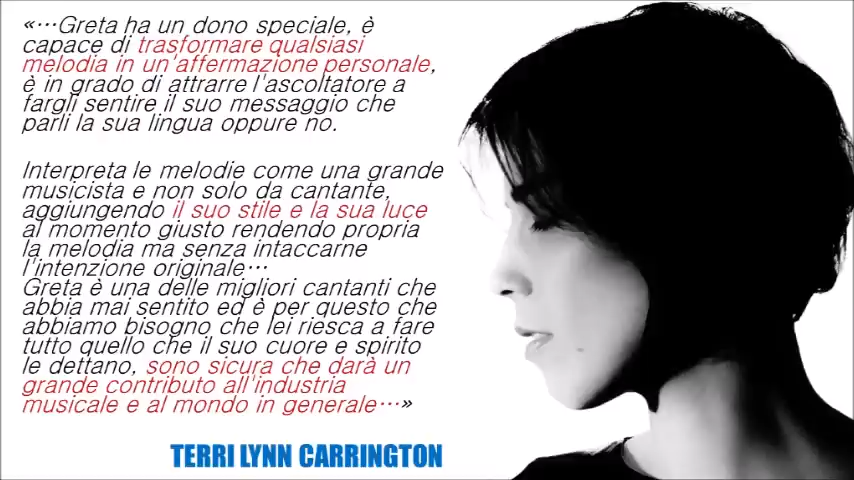 «…Greta ha un dono speciale, è
capace di trasformare qualsiasi
melodia in un'affermazione personale,
è in grado di attrarre l'ascoltatore a
fargli sentire il suo messaggio che
parli la sua lingua oppure no.
Interpreta le melodie come una grande
musicista e non solo da cantante,
aggiungendo il suo stile e la sua luce
al momento giusto rendendo propria
la melodia ma senza intaccarne
l'intenzione originale…
Greta è una delle migliori cantanti che
abbia mai sentito ed è per questo che
abbiamo bisogno che lei riesca a fare
tutto quello che il suo cuore e spirito
le dettano, sono sicura che darà un
grande contributo all'industria
musicale e al mondo in generale…»
TERRI LYNN CARRINGTON